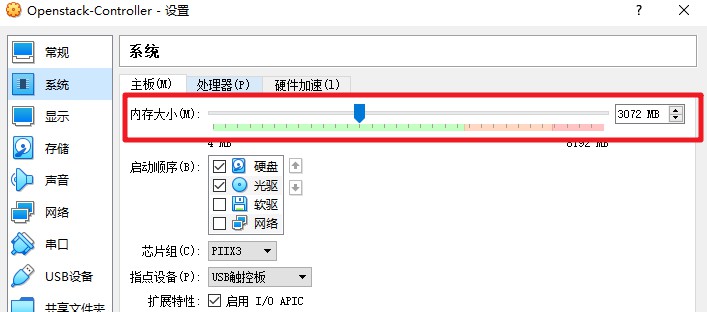 Openstack-Controller - 设置
?
常规
系统
显示
存储
声音
网络
串口
USB设备
共享文件夹
系统
主板(M) 处理器(P) 硬件加速(l)
内存大小(M): 3072 MB
4 MB 8192 MB
启动顺序(B): 硬盘
光驱
软驱
网络
芯片组(C): PIIX3
指点设备(P): USB触控板
扩展特性: 启用 I/O APIC